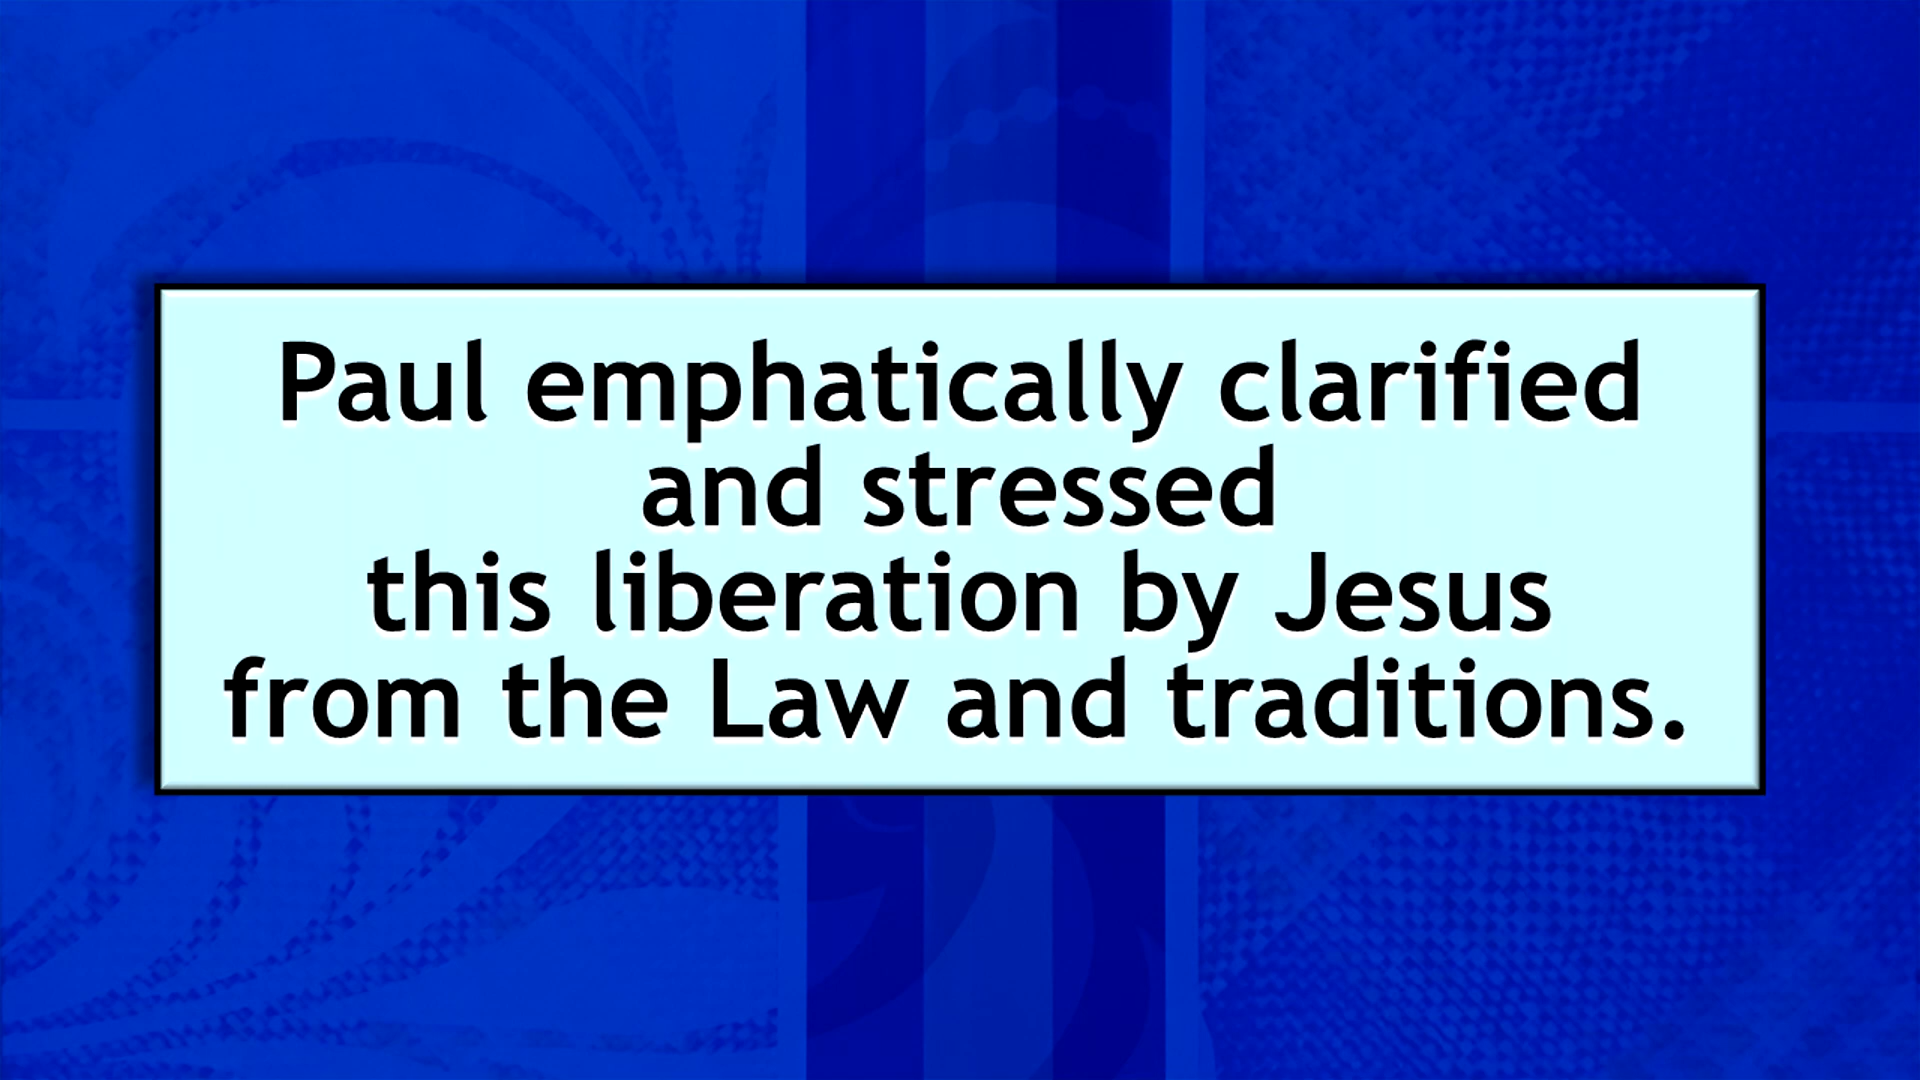 Paul emphatically clarified
and stressed
this liberation by Jesus
from the Law and traditions.